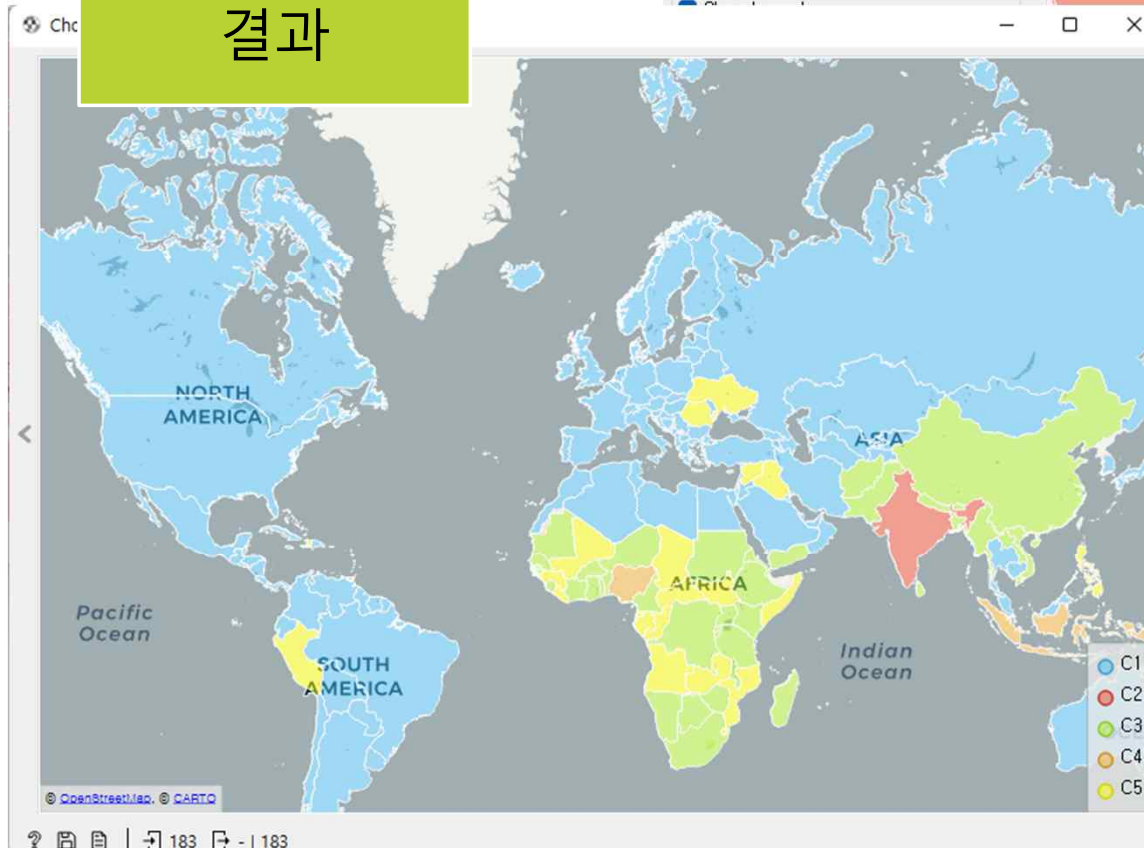 결과
NORTH
AMERICA
ASIA
AFRICA
Pacific
Ocean
SOUTH
AMERICA
Indian
Ocean
C1
C2
C3
C4
C5
© OpenStreetMap, © CARTO
183
- | 183